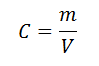 C = m/V